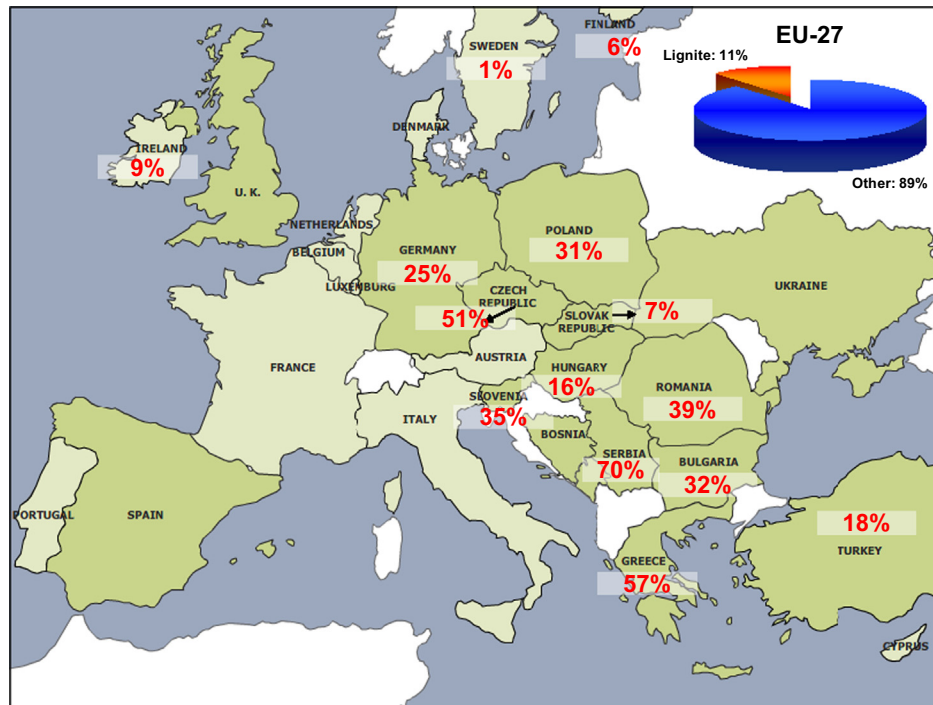 FINLAND
6%
EU-27
SWEDEN
1%
Lignite: 11%
DENMARK
IRELAND
9%
Other: 89%
U. K.
NETHERLANDS
POLAND
31%
BELGIUM
GERMANY
25%
LUXEMBURG
CZECH
REPUBLIC
51%
UKRAINE
SLOVAK
REPUBLIC
7%
AUSTRIA
FRANCE
HUNGARY
16%
ROMANIA
39%
SLOVENIA
35%
ITALY
BOSNIA
SERBIA
70%
BULGARIA
32%
PORTUGAL
SPAIN
18%
TURKEY
GREECE
57%
CYPRUS